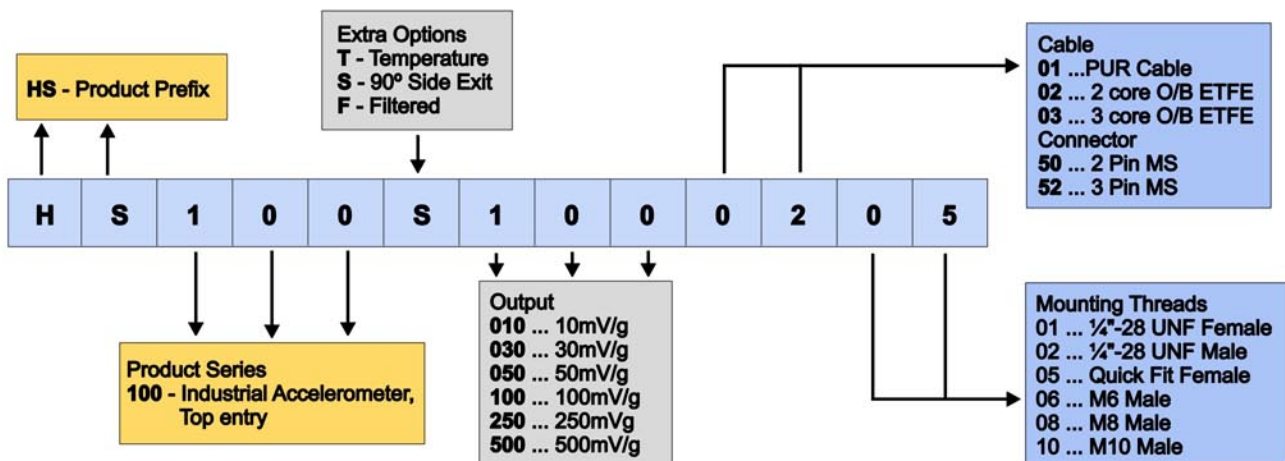 Extra Options
T - Temperature
S - 90º Side Exit
F - Filtered
HS - Product Prefix
Cable
01 ...PUR Cable
02 ... 2 core O/B ETFE
03 ... 3 core O/B ETFE
Connector
50 ... 2 Pin MS
52 ... 3 Pin MS
H S 1 0 0 S 1 0 0 0 2 0 5
Product Series
100 - Industrial Accelerometer,
Top entry
Output
010 ... 10mV/g
030 ... 30mV/g
050 ... 50mV/g
100 ... 100mV/g
250 ... 250mVg
500 ... 500mV/g
Mounting Threads
01 ... ¼"-28 UNF Female
02 ... ¼"-28 UNF Male
05 ... Quick Fit Female
06 ... M6 Male
08 ... M8 Male
10 ... M10 Male